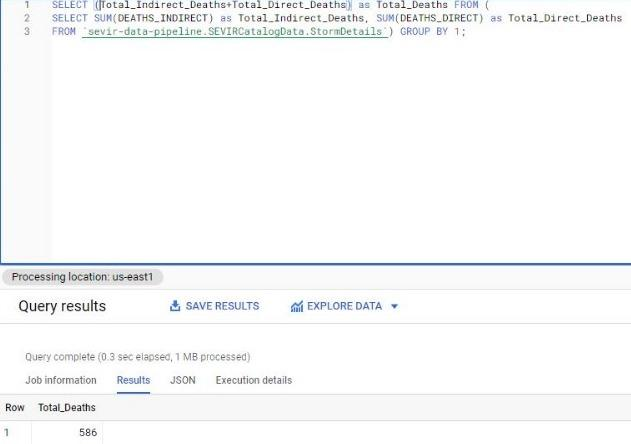 1 SELECT (Total_Indirect_Deaths+Total_Direct_Deaths) as Total_Deaths FROM (
2 SELECT SUM(DEATHS_INDIRECT) as Total_Indirect_Deaths, SUM(DEATHS_DIRECT) as Total_Direct_Deaths
3 FROM `sevir-data-pipeline.SEVIRCatalogData.StormDetails`) GROUP BY 1;
Processing location: us-east1
Query results SAVE RESULTS EXPLORE DATA
Query complete (0.3 sec elapsed, 1 MB processed)
Job information Results JSON Execution details
Row Total_Deaths
1 586